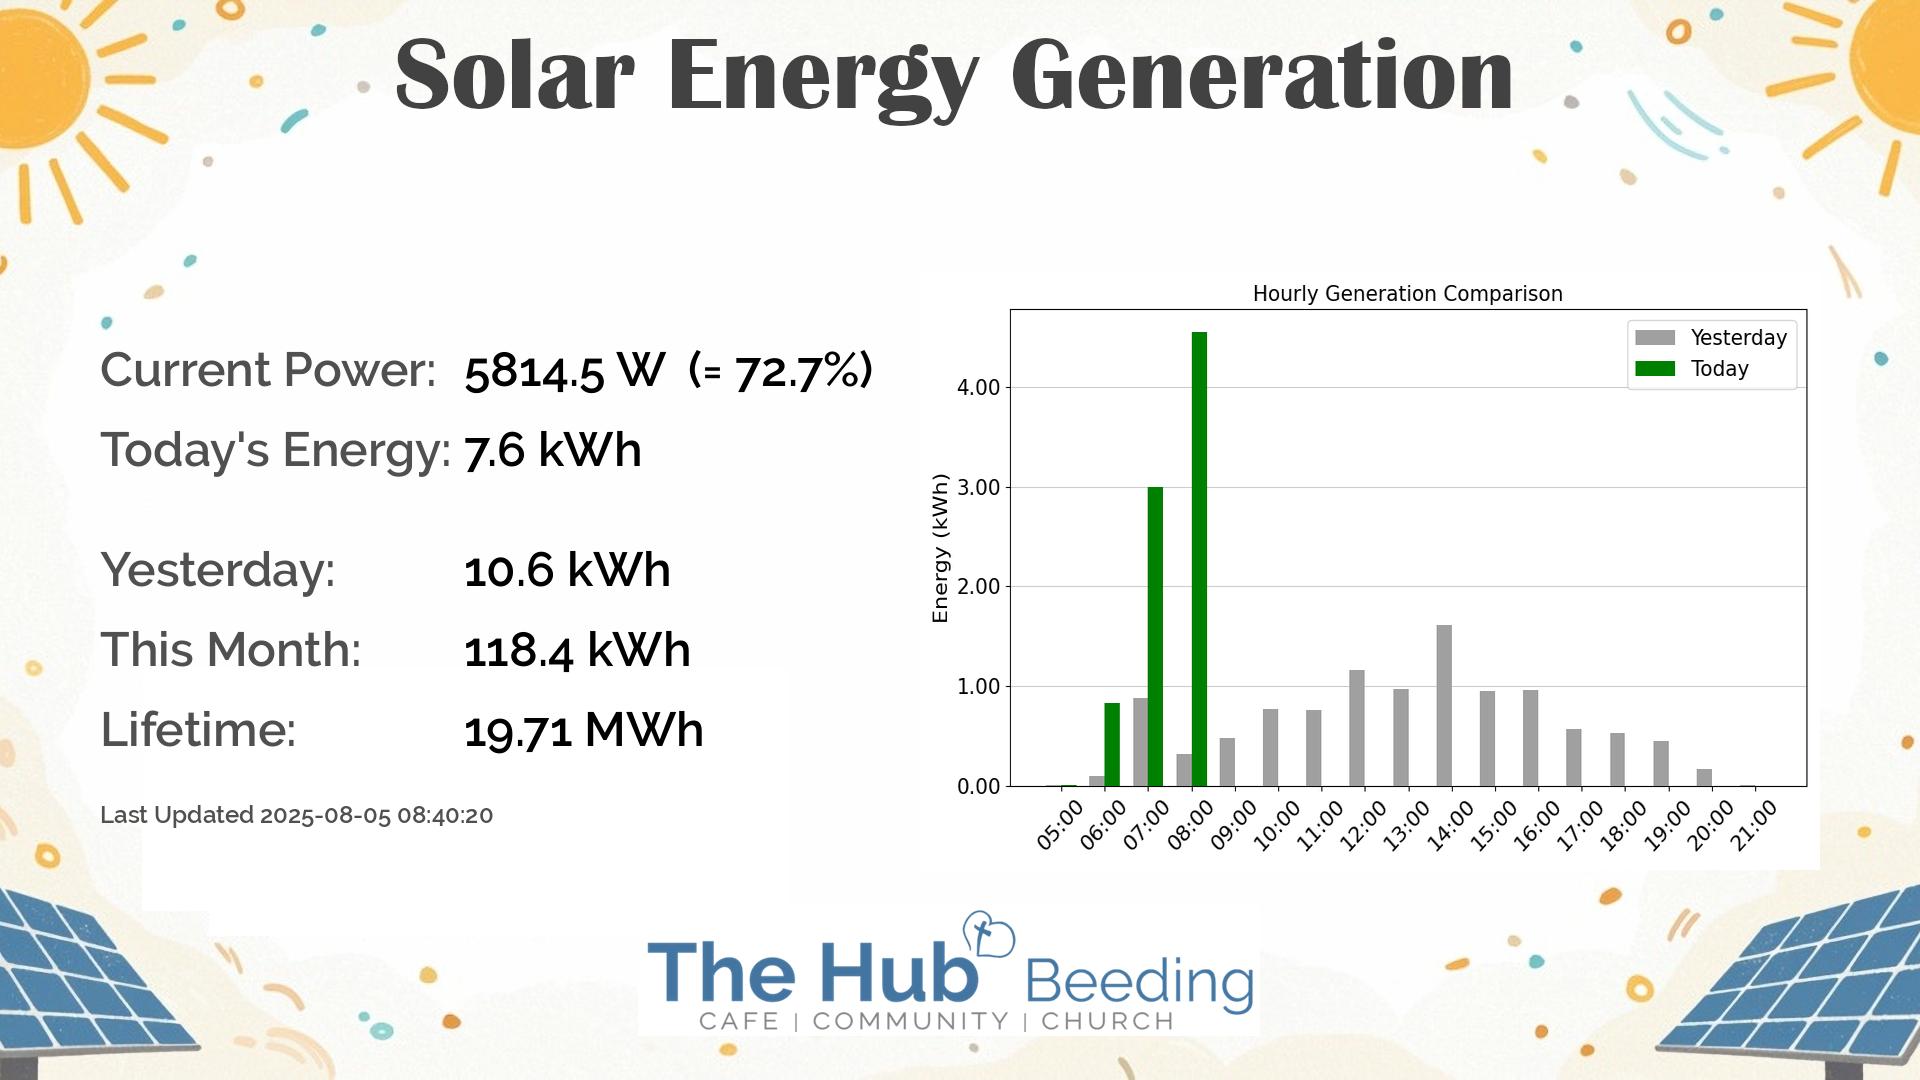 Solar Energy Generation
Current Power: 5814.5 W (= 72.7%)
Today's Energy: 7.6 kWh
Yesterday: 10.6 kWh
This Month: 118.4 kWh
Lifetime: 19.71 MWh
Last Updated 2025-08-05 08:40:20
Hourly Generation Comparison
Yesterday
Today
Energy (kWh)
4.00
3.00
2.00
1.00
0.00
05:00 06:00 07:00 08:00 09:00 10:00 11:00 12:00 13:00 14:00 15:00 16:00 17:00 18:00 19:00 20:00 21:00
The Hub Beeding
CAFE | COMMUNITY | CHURCH